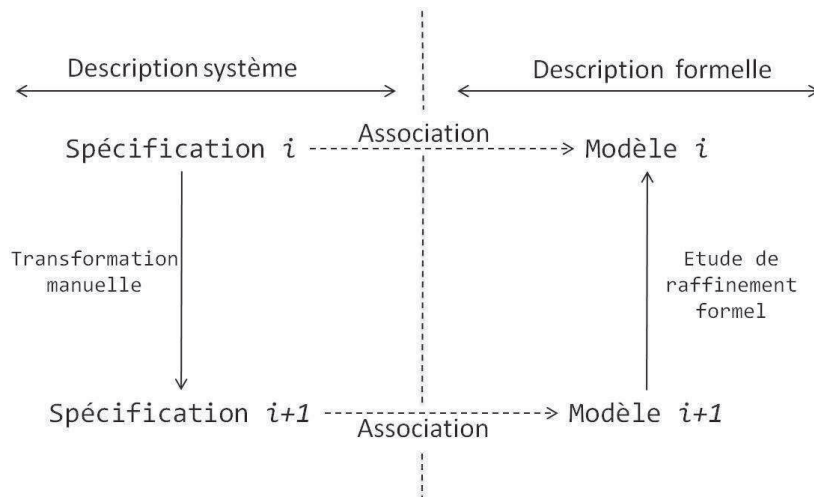 Description système
Description formelle
Association
Spécification i
Modèle i
Transformation
manuelle
Etude de
raffinement
formel
Spécification i+1
Modèle i+1
Association